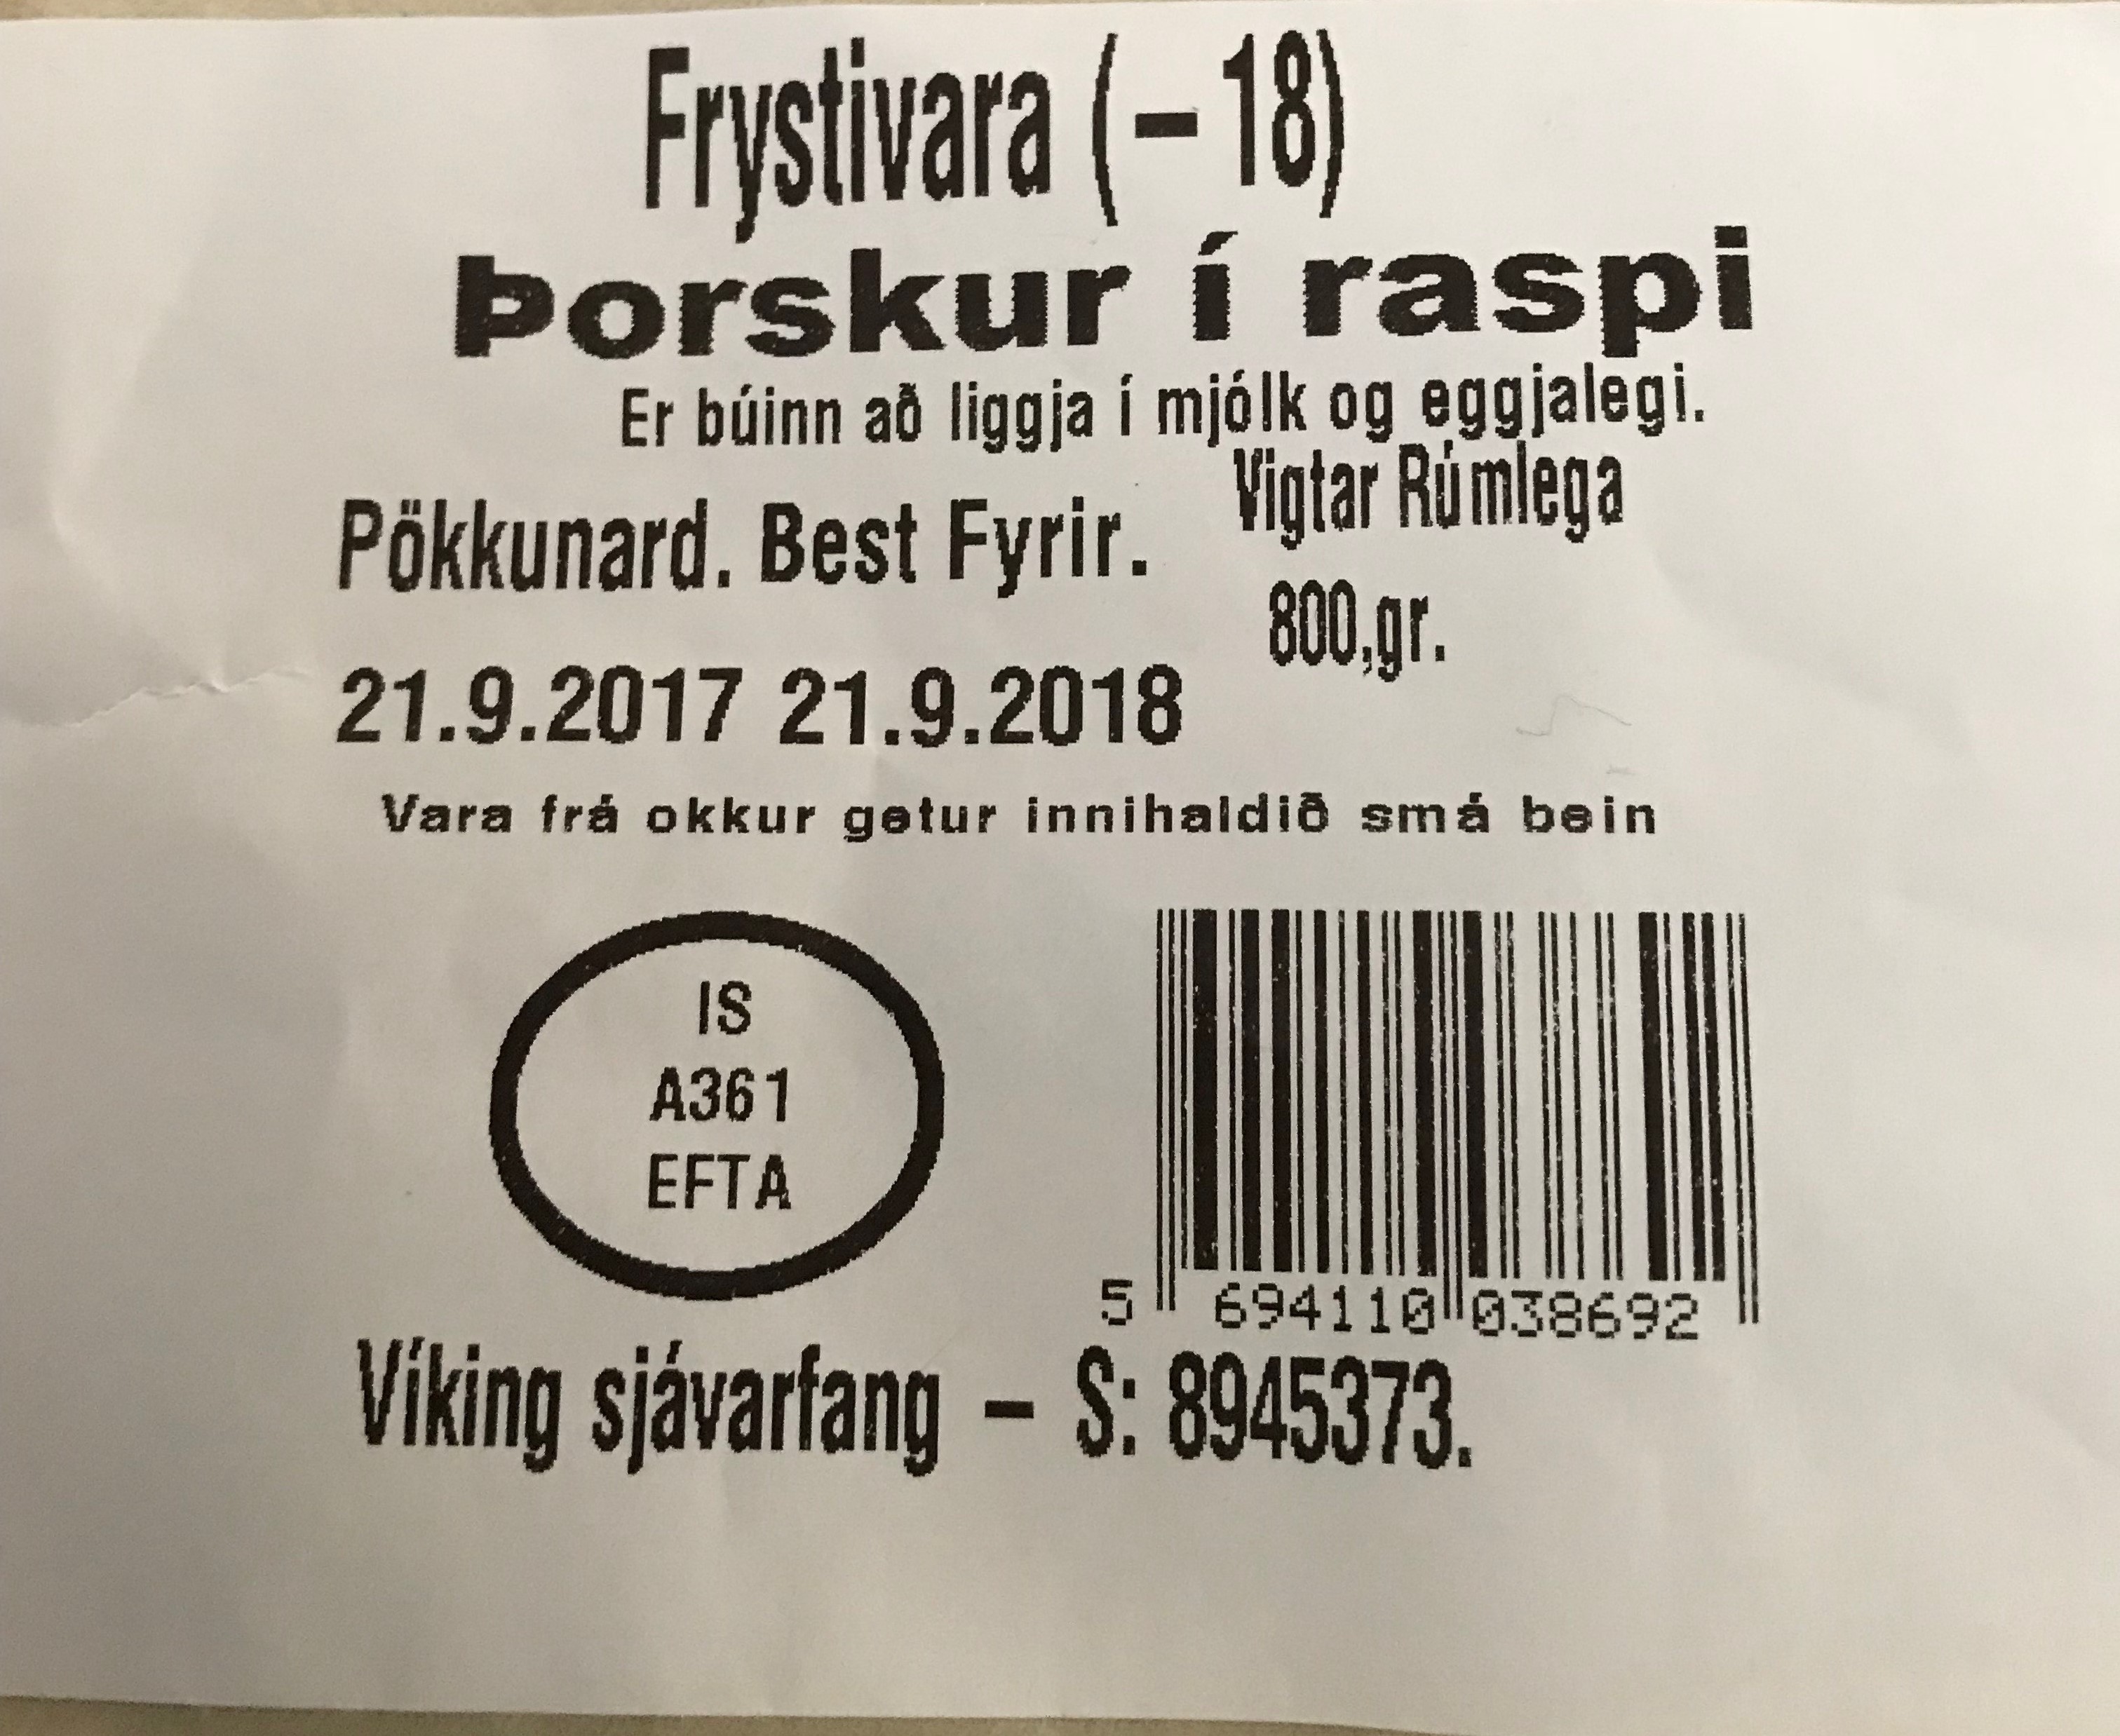 Frystivara (– 18)
Þorskur í raspi
Er búinn að liggja í mjólk og eggjalegi.
Vigtar Rúmlega
800,gr.
Pökkunard. Best Fyrir.
21.9.2017 21.9.2018
Vara frá okkur getur innihaldið smá bein
IS
A361
EFTA
5 694110 038692
Víking sjávarfang – S: 8945373.